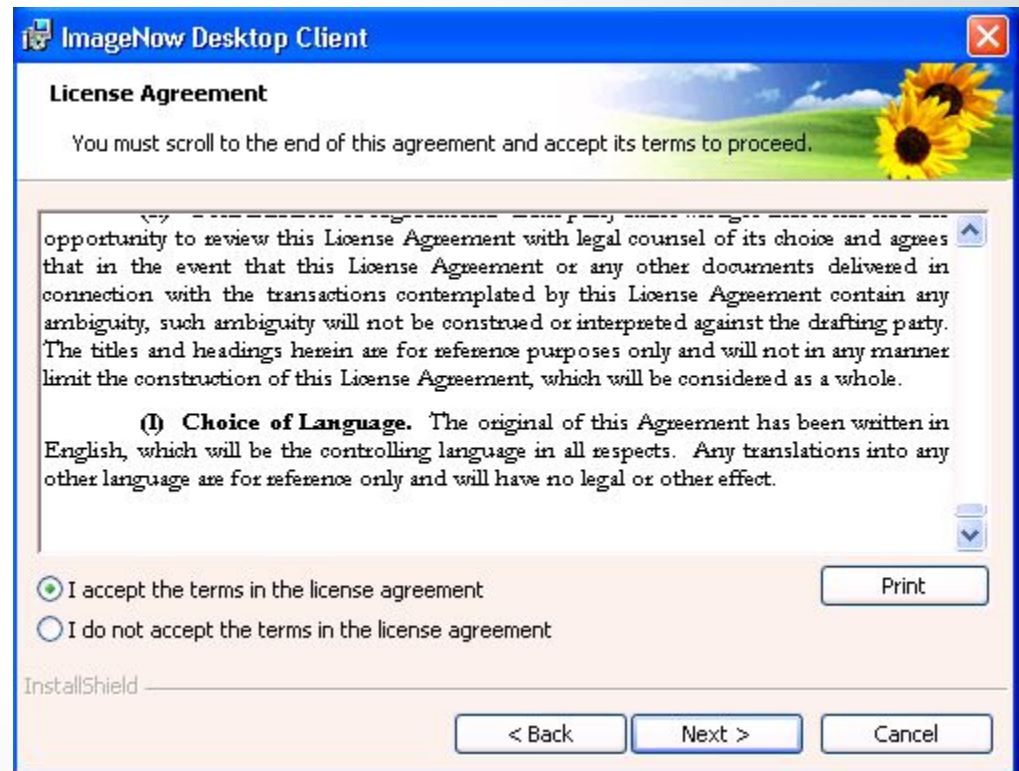 ImageNow Desktop Client
License Agreement
You must scroll to the end of this agreement and accept its terms to proceed.
opportunity to review this License Agreement with legal counsel of its choice and agrees
that in the event that this License Agreement or any other documents delivered in
connection with the transactions contemplated by this License Agreement contain any
ambiguity, such ambiguity will not be construed or interpreted against the drafting party.
The titles and headings herein are for reference purposes only and will not in any manner
limit the construction of this License Agreement, which will be considered as a whole.
(I) Choice of Language. The original of this Agreement has been written in
English, which will be the controlling language in all respects. Any translations into any
other language are for reference only and will have no legal or other effect.
I accept the terms in the license agreement
Print
I do not accept the terms in the license agreement
InstallShield
< Back
Next >
Cancel